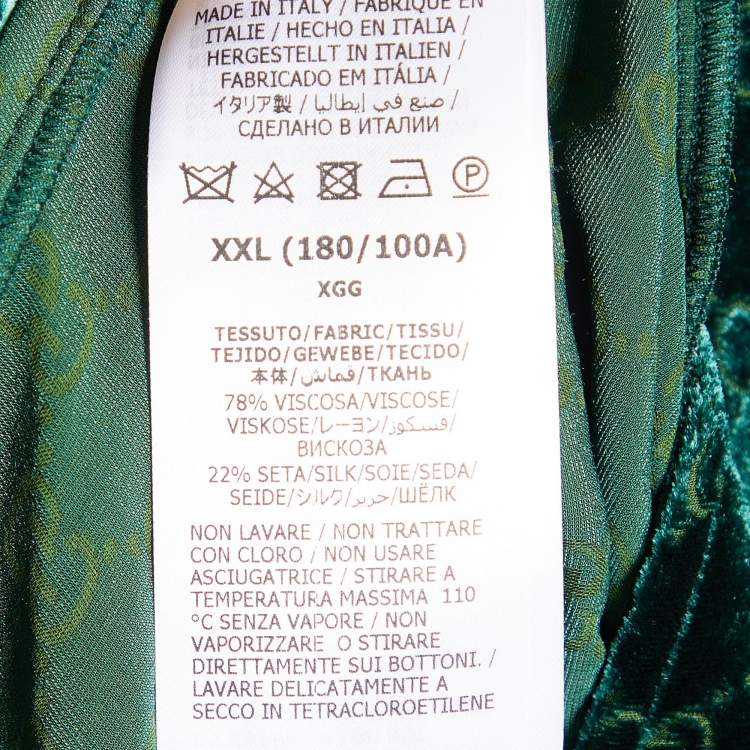 MADE IN ITALY / FABRIQUÉ EN
ITALIE / HECHO EN ITALIA /
HERGESTELLT IN ITALIEN /
FABRICADO EM ITÁLIA /
イタリア製 / صنع في إيطاليا /
СДЕЛАНО В ИТАЛИИ
P
XXL (180/100A)
XGG
TESSUTO/FABRIC/TISSU/
TEJIDO/GEWEBE/TECIDO/
本体/قماش/ТКАНЬ
78% VISCOSA/VISCOSE/
VISKOSE/レーヨン/فسكوز/
ВИСКОЗА
22% SETA/SILK/SOIE/SEDA/
SEIDE/シルク/حرير/ШЁЛК
NON LAVARE / NON TRATTARE
CON CLORO / NON USARE
ASCIUGATRICE / STIRARE A
TEMPERATURA MASSIMA 110
°C SENZA VAPORE / NON
VAPORIZZARE O STIRARE
DIRETTAMENTE SUI BOTTONI. /
LAVARE DELICATAMENTE A
SECCO IN TETRACLOROETILENE